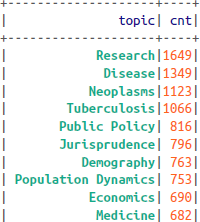 +--------------------+----+
|               topic| cnt|
+--------------------+----+
|            Research|1649|
|             Disease|1349|
|           Neoplasms|1123|
|        Tuberculosis|1066|
|       Public Policy| 816|
|       Jurisprudence| 796|
|          Demography| 763|
| Population Dynamics| 753|
|           Economics| 690|
|            Medicine| 682|